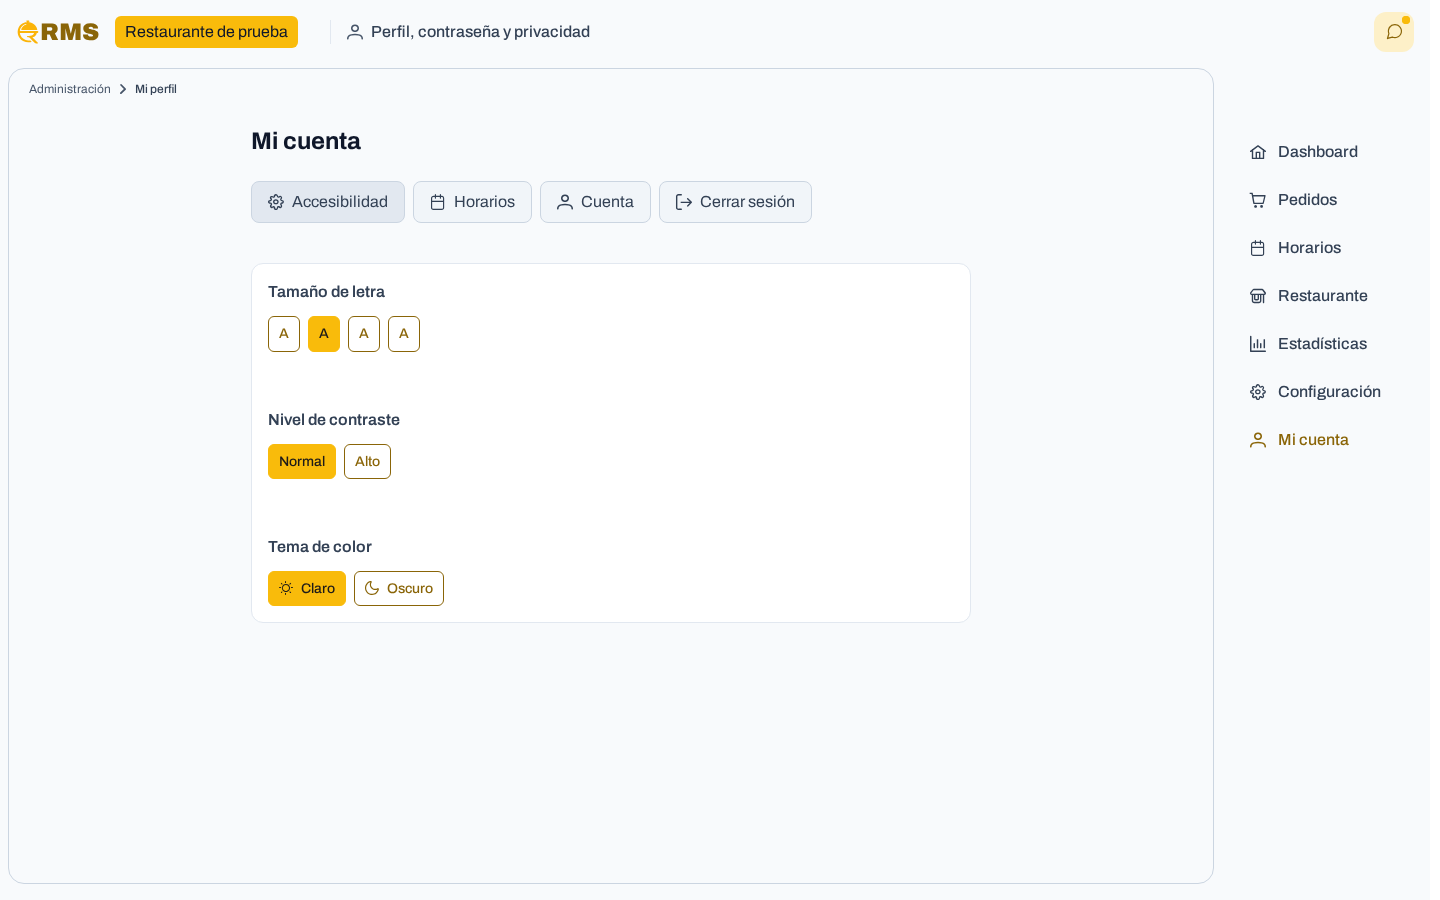 RMS
Restaurante de prueba
Perfil, contraseña y privacidad
Administración
Mi perfil
Mi cuenta
Accesibilidad
Horarios
Cuenta
Cerrar sesión
Tamaño de letra
A A A A
Nivel de contraste
Normal
Alto
Tema de color
Claro
Oscuro
Dashboard
Pedidos
Horarios
Restaurante
Estadísticas
Configuración
Mi cuenta